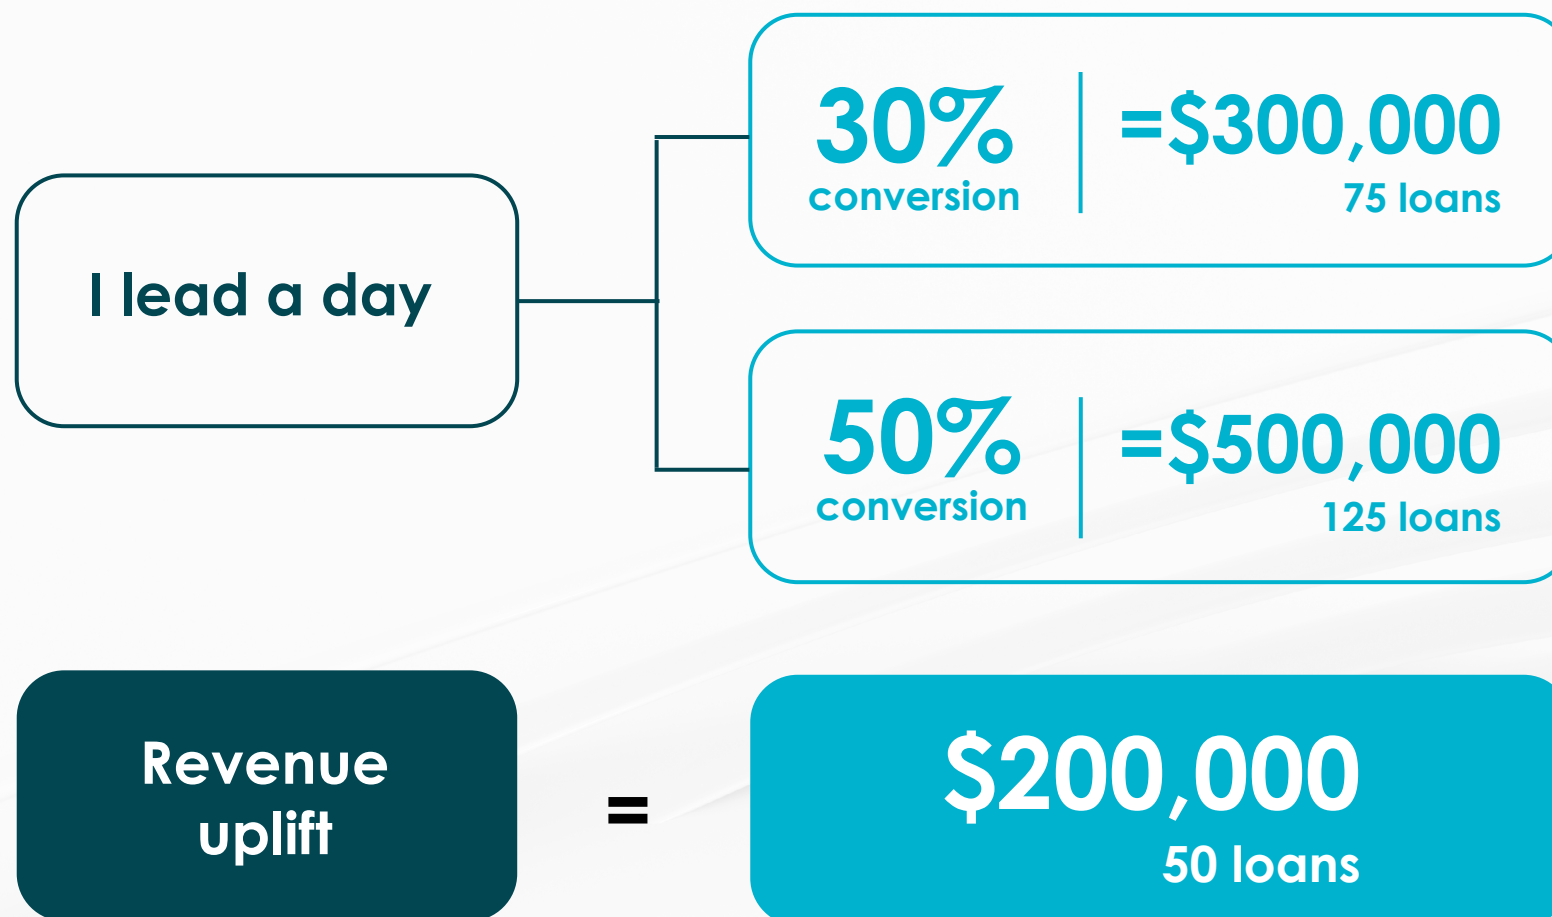 30%
conversion
=$300,000
75 loans
I lead a day
50%
conversion
=$500,000
125 loans
Revenue
uplift
=
$200,000
50 loans